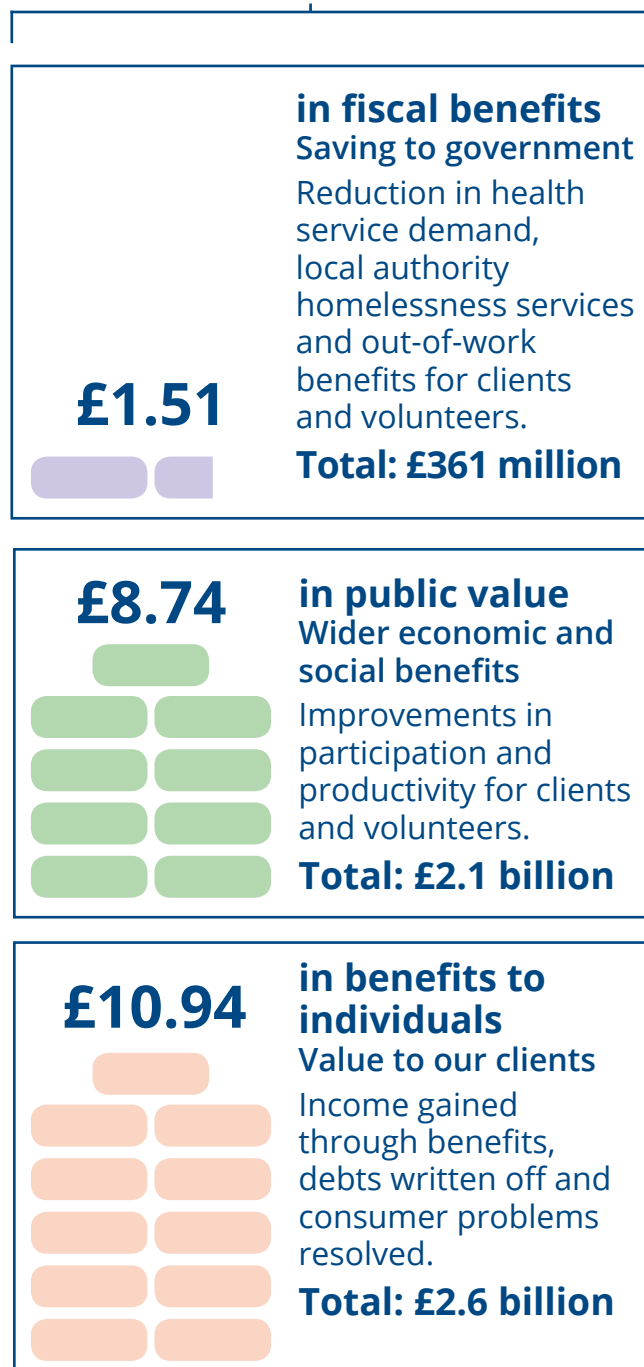 £1.51
in fiscal benefits
Saving to government
Reduction in health
service demand,
local authority
homelessness services
and out-of-work
benefits for clients
and volunteers.
Total: £361 million
£8.74
in public value
Wider economic and
social benefits
Improvements in
participation and
productivity for clients
and volunteers.
Total: £2.1 billion
£10.94
in benefits to
individuals
Value to our clients
Income gained
through benefits,
debts written off and
consumer problems
resolved.
Total: £2.6 billion